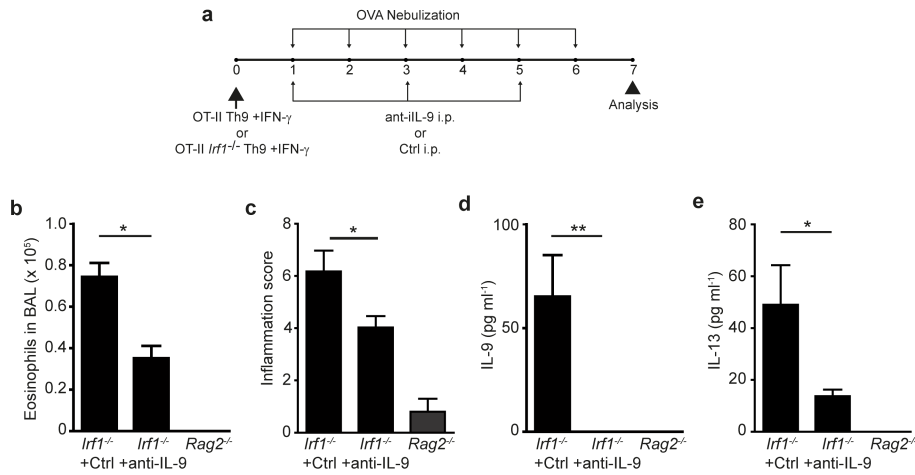 a
OVA Nebulization
0 1 2 3 4 5 6 7
OT-II Th9 +IFN-γ
or
OT-II Irf1-/- Th9 +IFN-γ
ant-iIL-9 i.p.
or
Ctrl i.p.
Analysis
b
Eosinophils in BAL (x 10⁵)
1.0
0.8
0.6
0.4
0.2
0
*
Irf1-/- Irf1-/- Rag2-/-
+Ctrl +anti-IL-9
c
Inflammation score
8
6
4
2
0
*
Irf1-/- Irf1-/- Rag2-/-
+Ctrl +anti-IL-9
d
IL-9 (pg ml⁻¹)
100
50
0
**
Irf1-/- Irf1-/- Rag2-/-
+Ctrl +anti-IL-9
e
IL-13 (pg ml⁻¹)
80
60
40
20
0
*
Irf1-/- Irf1-/- Rag2-/-
+Ctrl +anti-IL-9